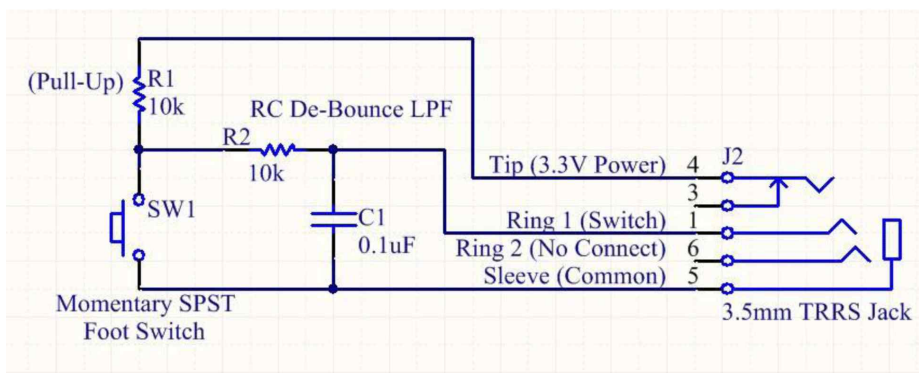 (Pull-Up) R1
10k
RC De-Bounce LPF
R2
10k
SW1
C1
0.1uF
Momentary SPST
Foot Switch
Tip (3.3V Power) 4 J2
3
Ring 1 (Switch) 1
Ring 2 (No Connect) 6
Sleeve (Common) 5
3.5mm TRRS Jack